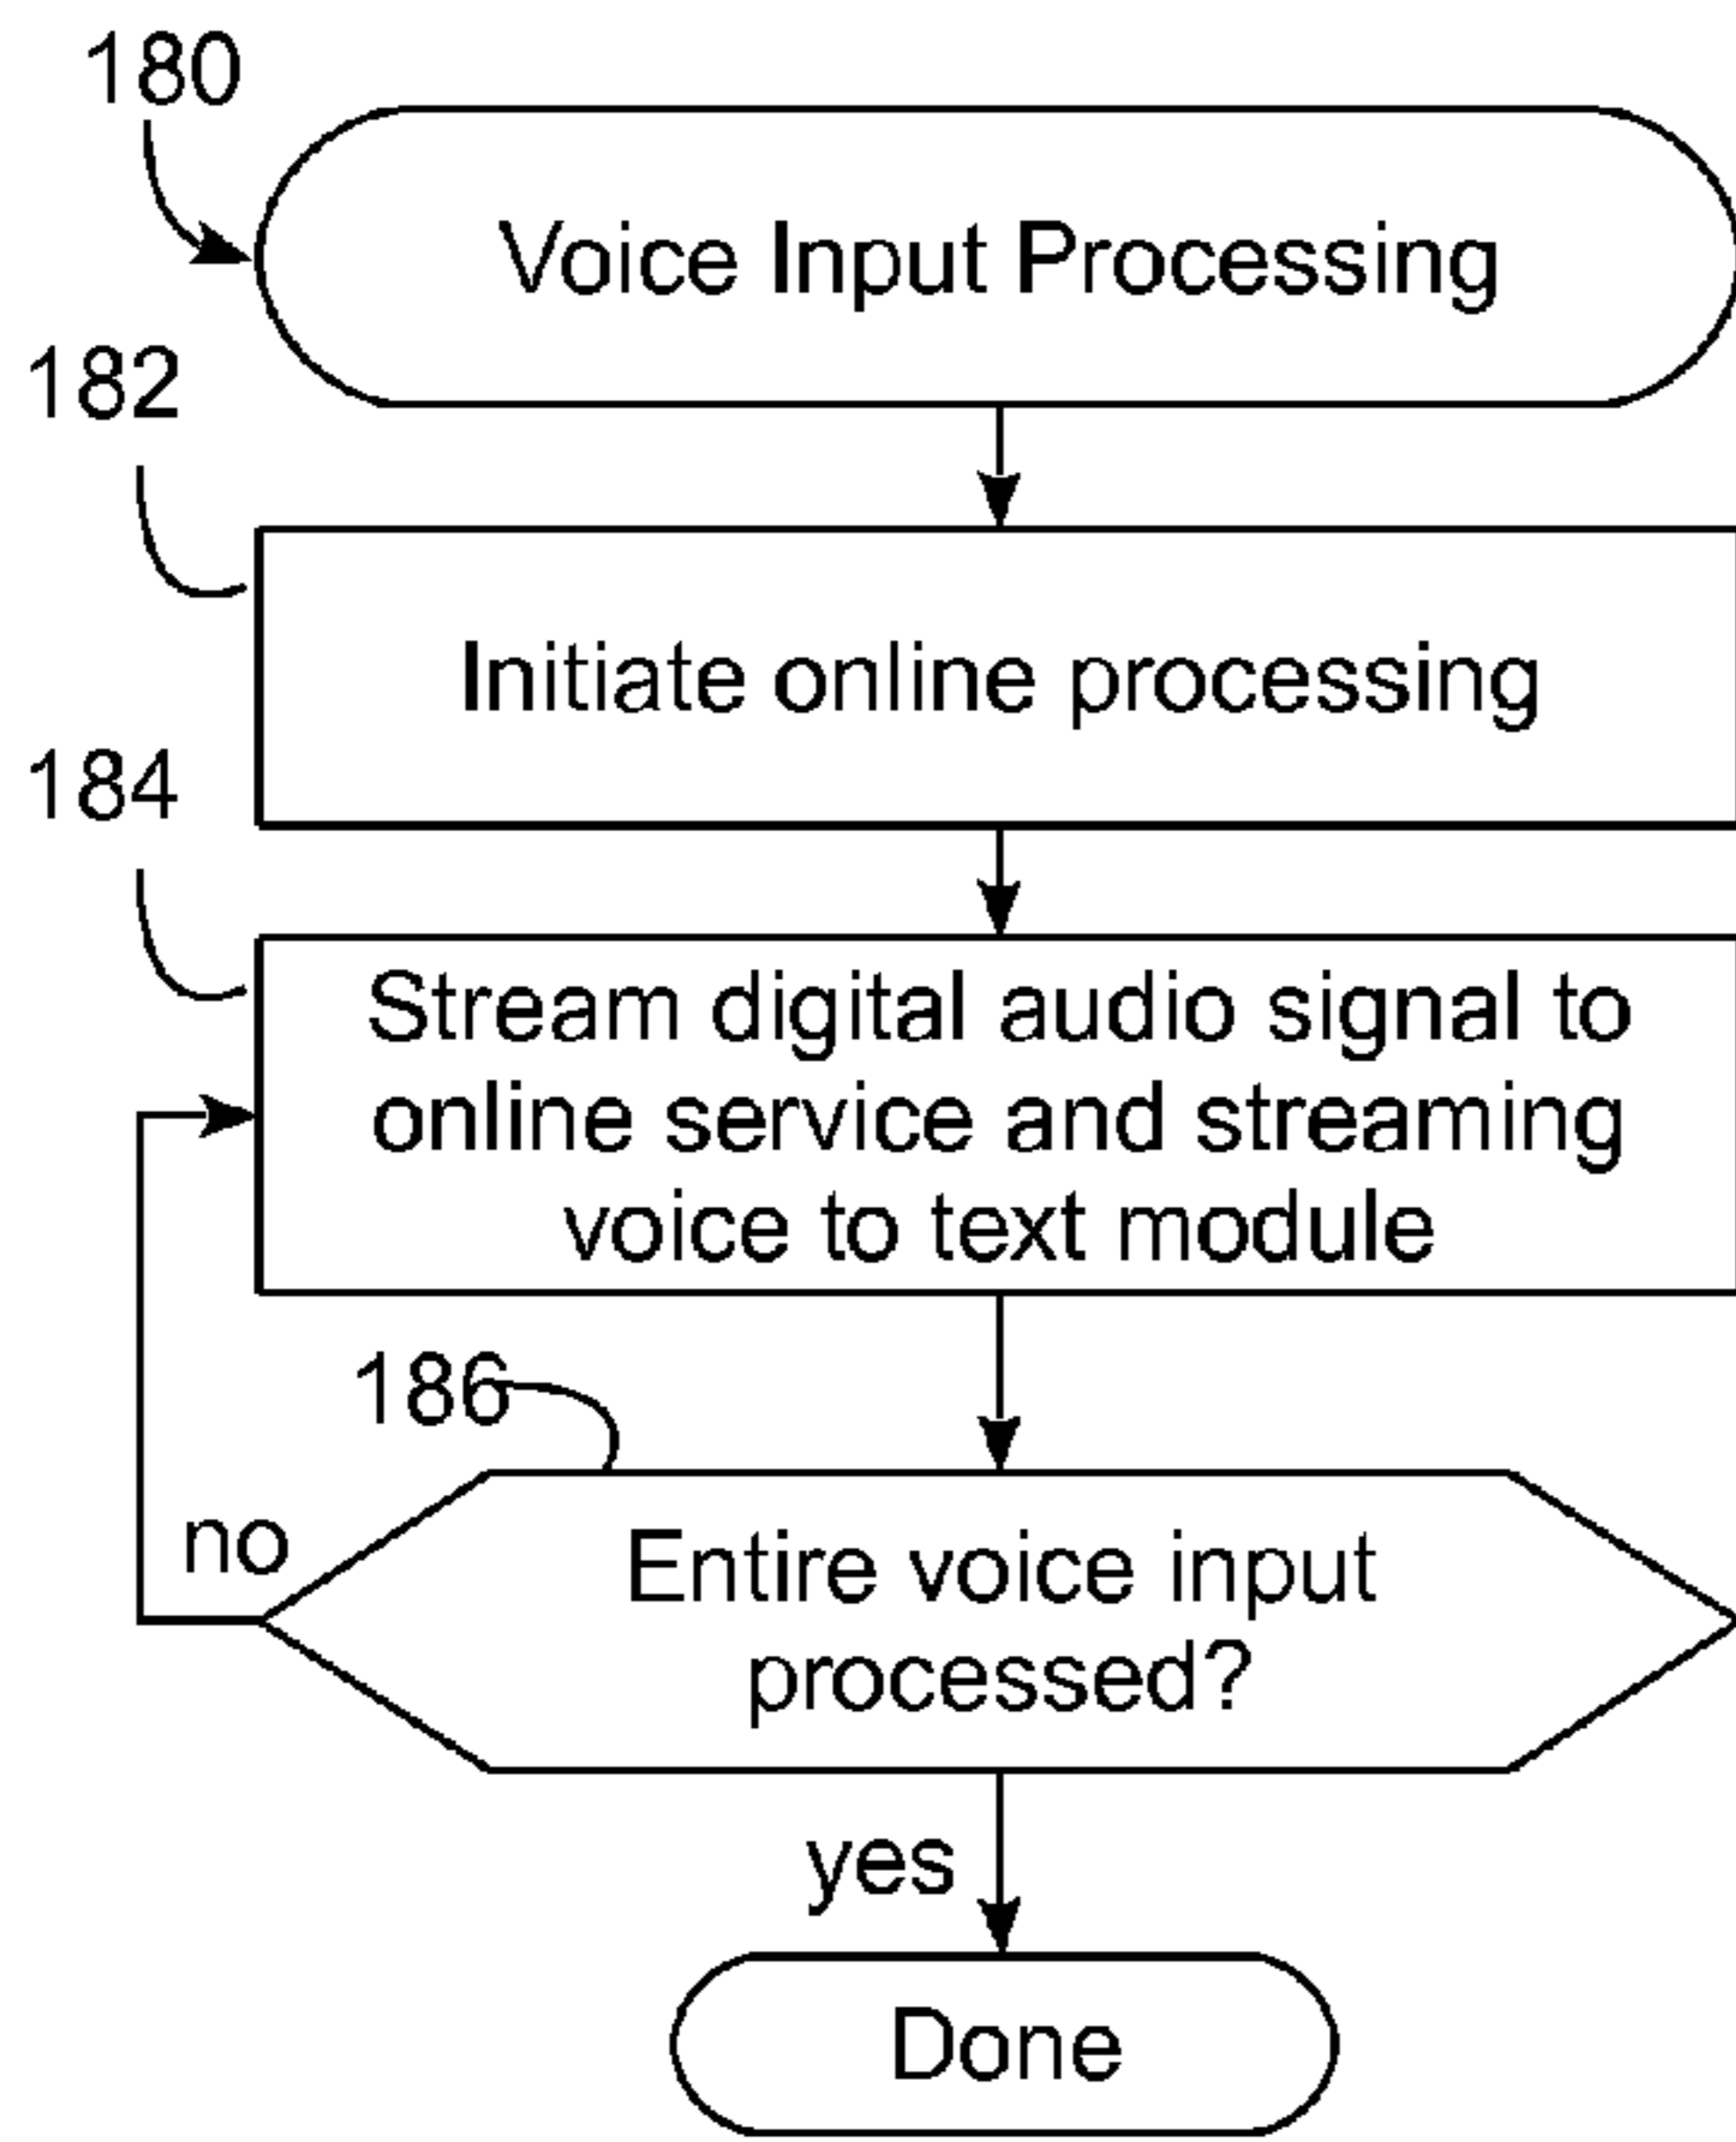 180
Voice Input Processing
182
Initiate online processing
184
Stream digital audio signal to
online service and streaming
voice to text module
186
no
Entire voice input
processed?
yes
Done